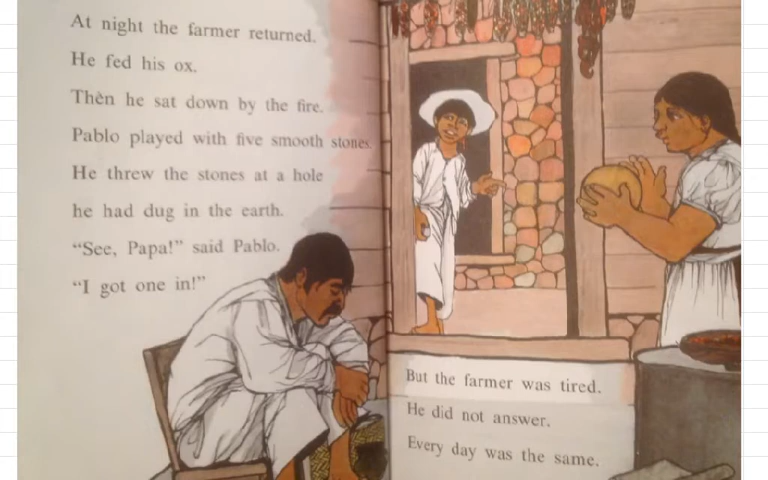 At night the farmer returned.
He fed his ox.
Then he sat down by the fire.
Pablo played with five smooth stones.
He threw the stones at a hole
he had dug in the earth.
“See, Papa!” said Pablo.
“I got one in!”
But the farmer was tired.
He did not answer.
Every day was the same.